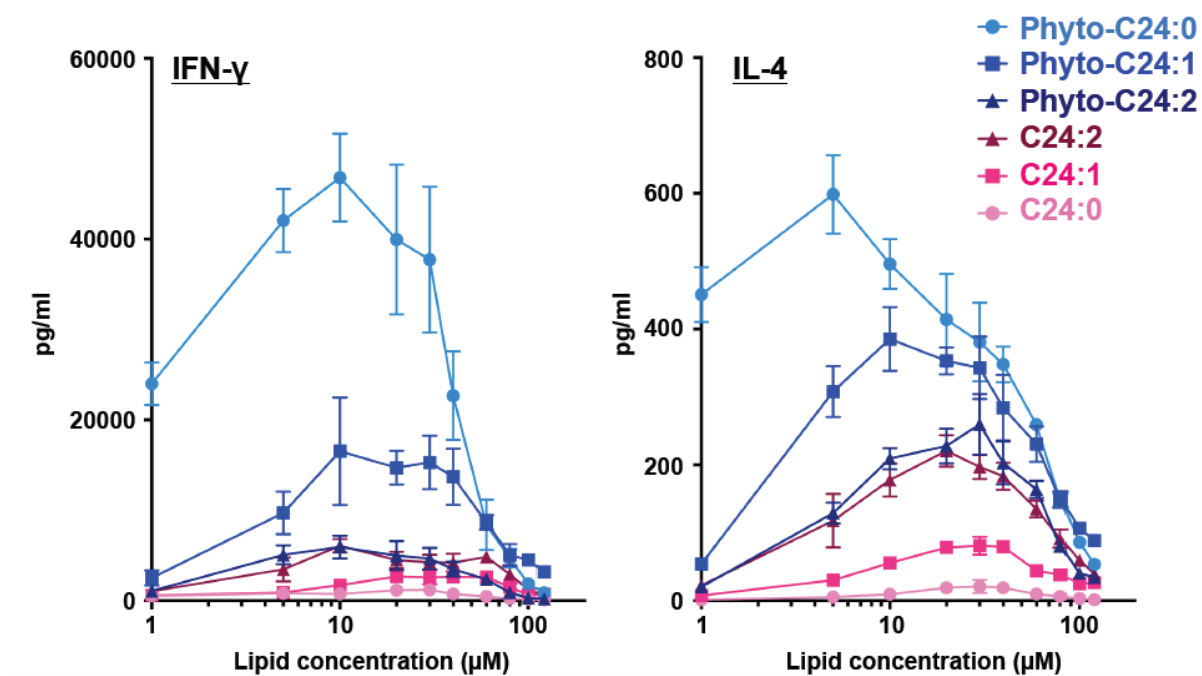 IFN-γ
60000
40000
20000
0
pg/ml
1
10
100
Lipid concentration (μM)
IL-4
800
600
400
200
0
pg/ml
1
10
100
Lipid concentration (μM)
Phyto-C24:0
Phyto-C24:1
Phyto-C24:2
C24:2
C24:1
C24:0